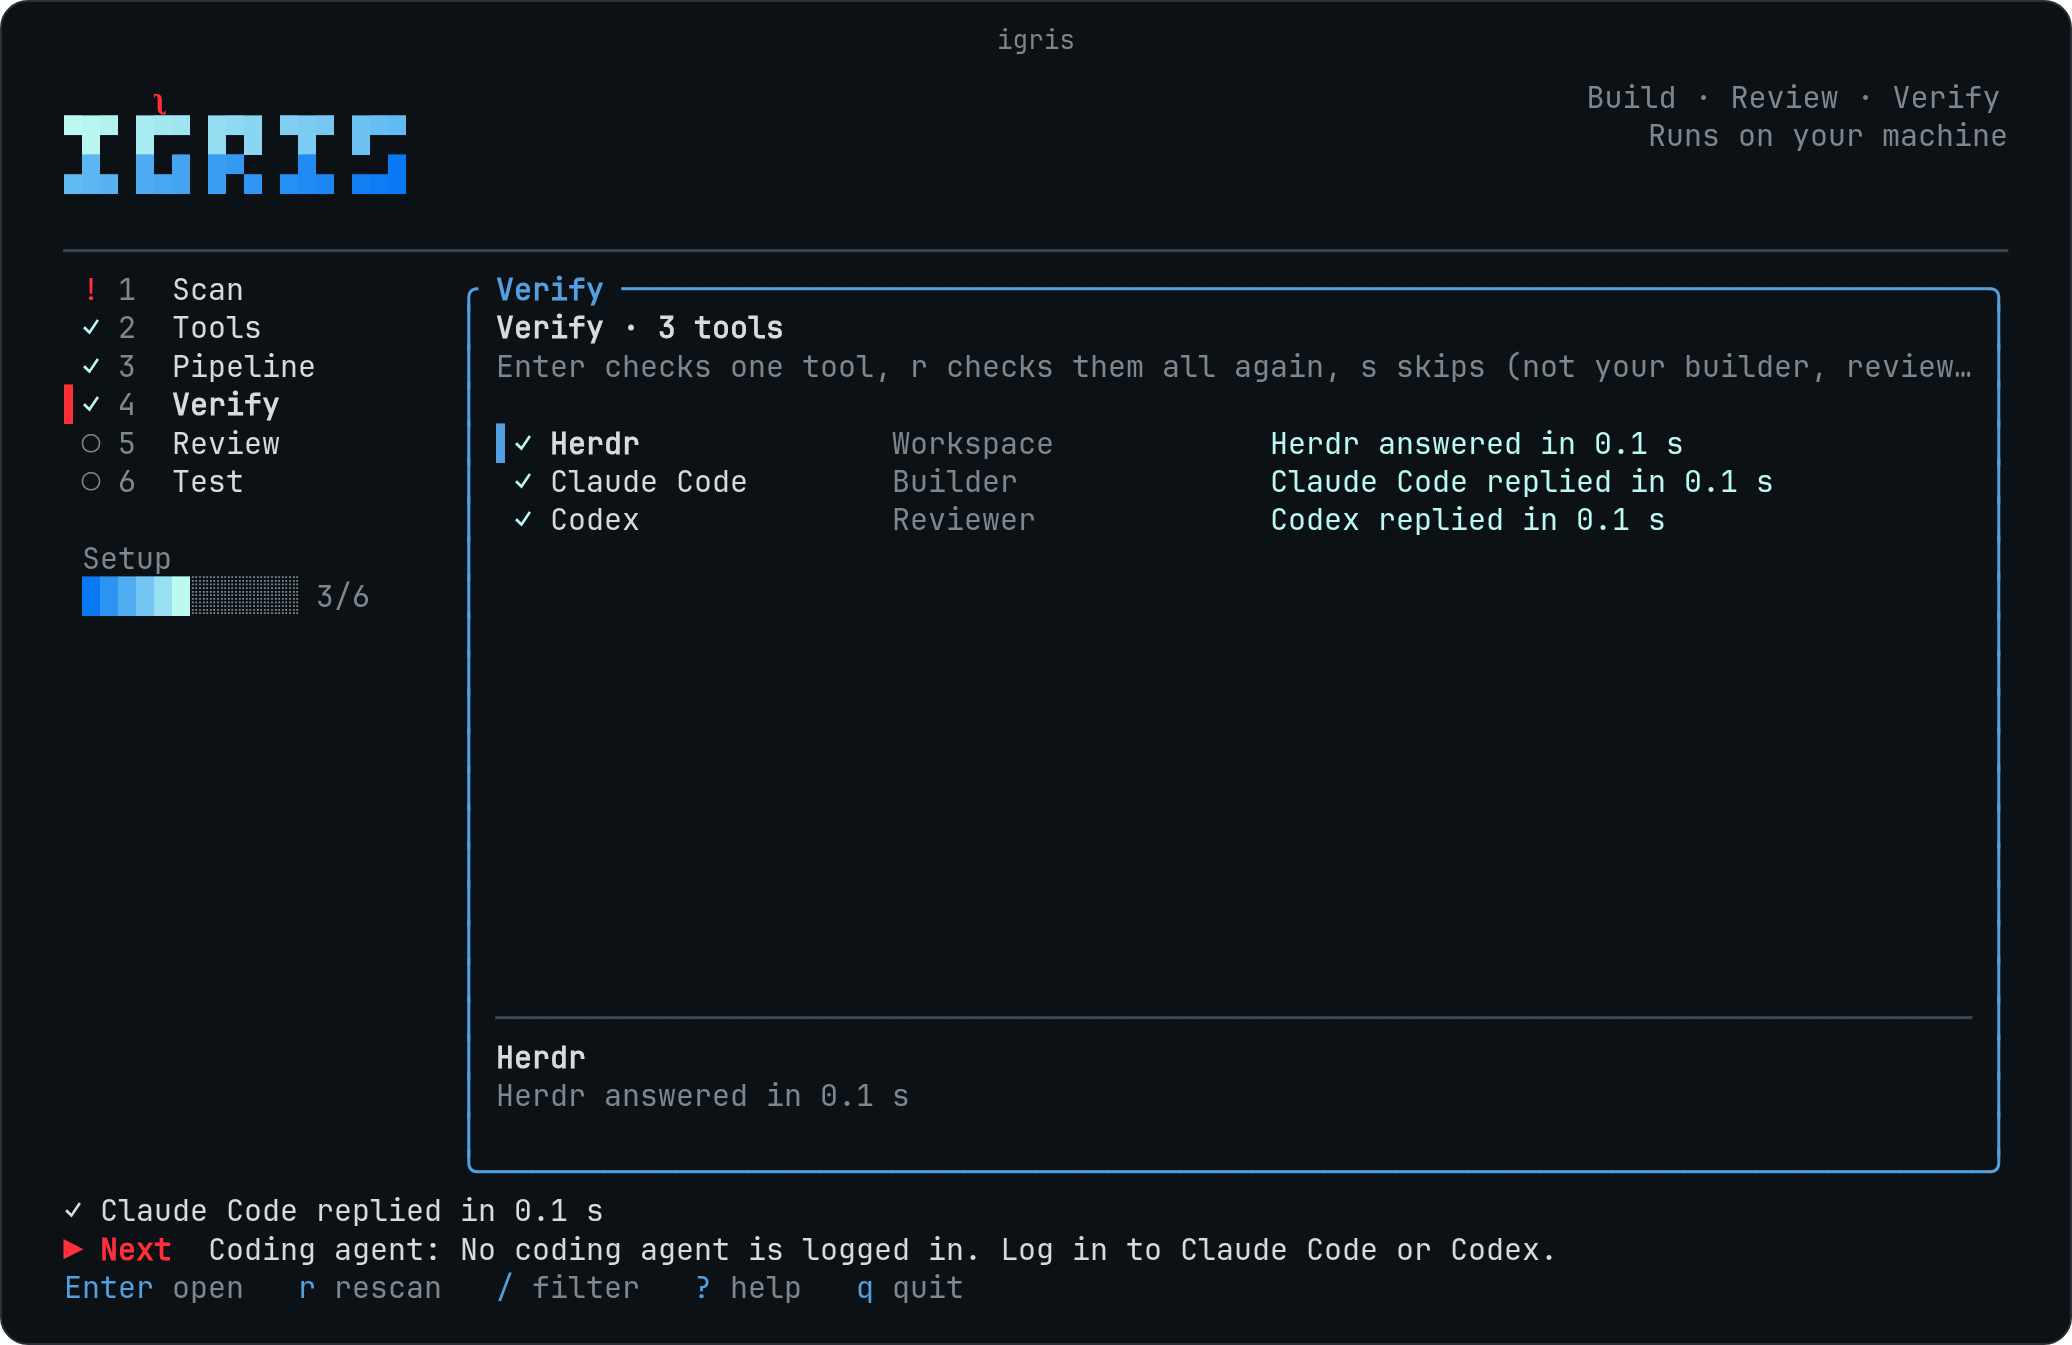 igris
IGRIS
Build · Review · Verify
Runs on your machine
! 1 Scan
✓ 2 Tools
✓ 3 Pipeline
✓ 4 Verify
○ 5 Review
○ 6 Test
Setup
3/6
Verify
Verify · 3 tools
Enter checks one tool, r checks them all again, s skips (not your builder, review…
✓ Herdr Workspace Herdr answered in 0.1 s
✓ Claude Code Builder Claude Code replied in 0.1 s
✓ Codex Reviewer Codex replied in 0.1 s
Herdr
Herdr answered in 0.1 s
✓ Claude Code replied in 0.1 s
▶ Next Coding agent: No coding agent is logged in. Log in to Claude Code or Codex.
Enter open r rescan / filter ? help q quit